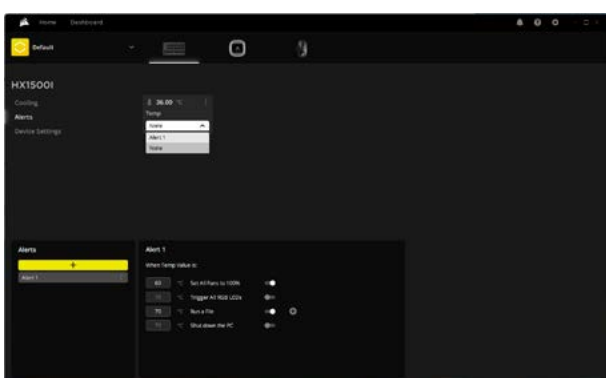 Home Dashboard
Default
HX1500I
Cooling
Alerts
Device Settings
36.00 °C
Temp
None
Alert 1
None
Alerts
+
Alert 1
Alert 1
When Temp Value is:
60 °C Set All Fans to 100%
°C Trigger All RGB LEDs
70 °C Run a File
70 °C Shut down the PC